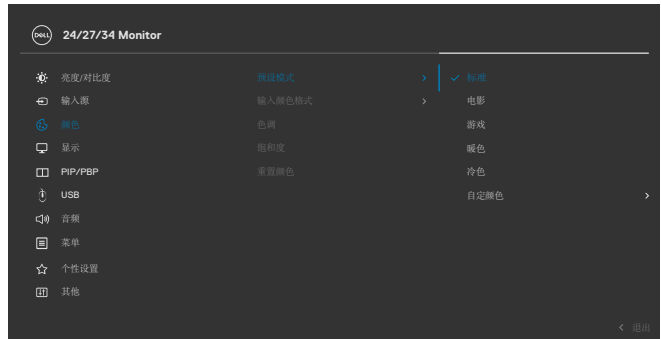 DELL
24/27/34 Monitor
亮度/对比度
预设模式
标准
输入源
输入颜色格式
电影
颜色
色调
游戏
显示
饱和度
暖色
PIP/PBP
重置颜色
冷色
USB
自定颜色
音频
菜单
个性设置
其他
退出